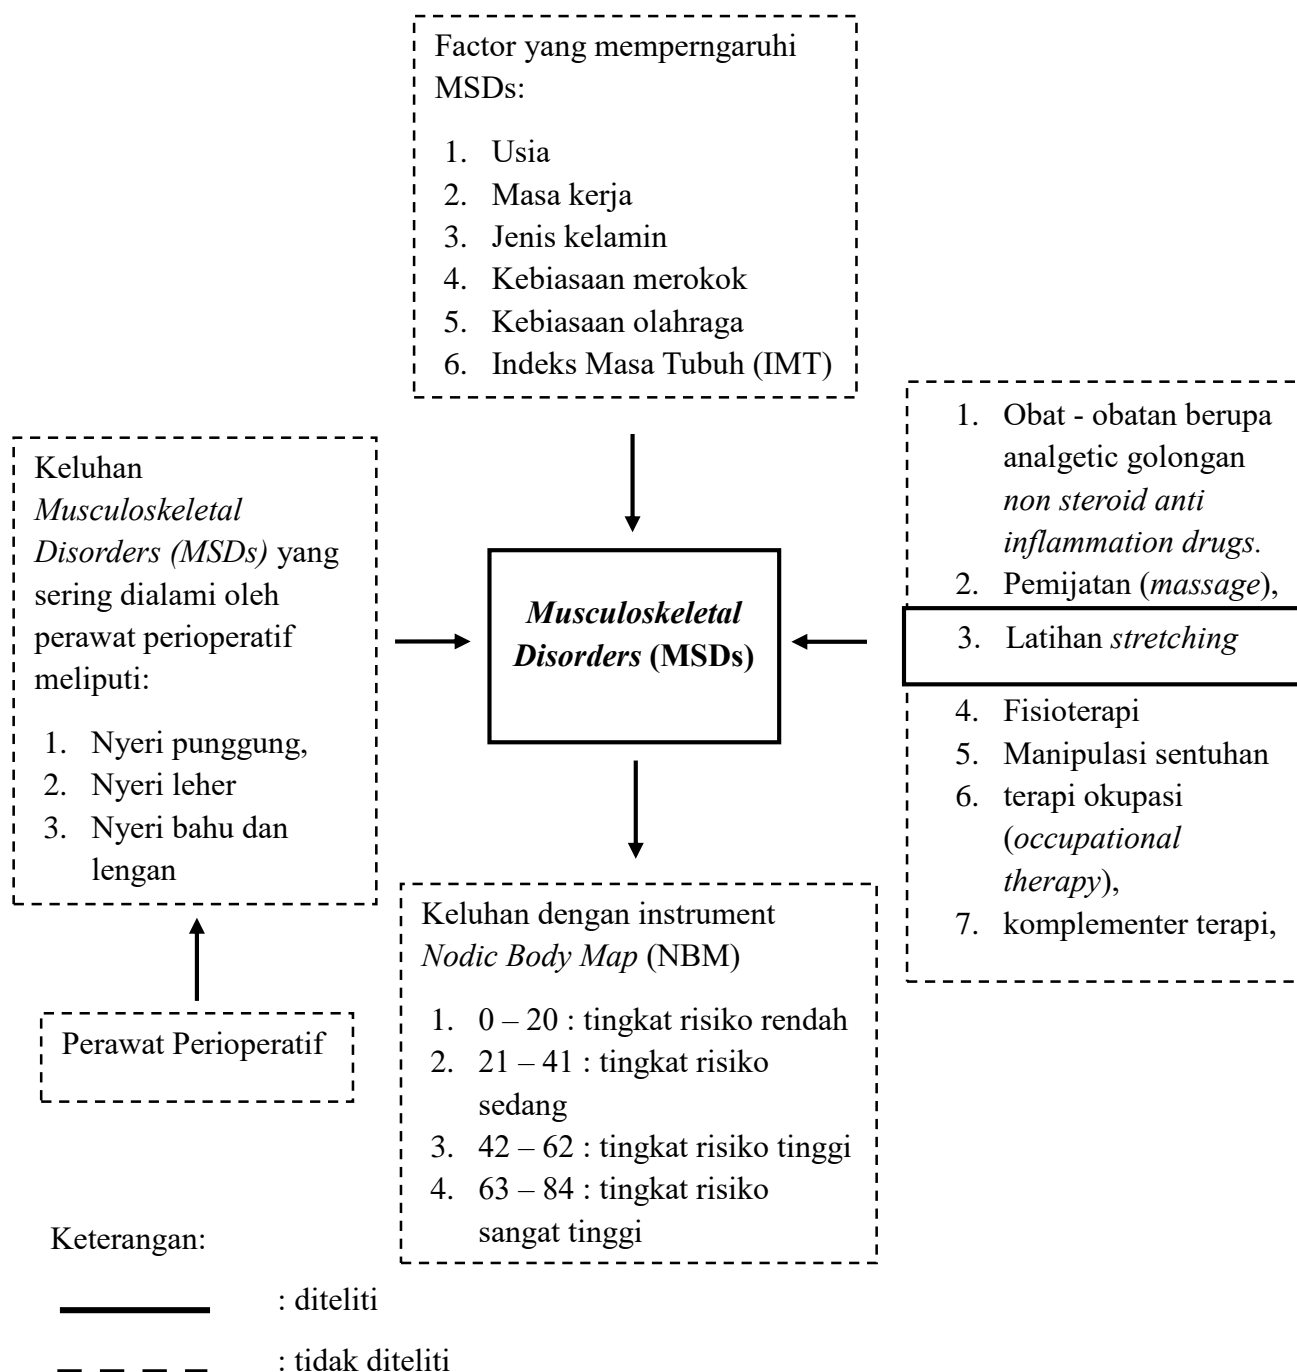 Factor yang memperngaruhi
MSDs:
1. Usia
2. Masa kerja
3. Jenis kelamin
4. Kebiasaan merokok
5. Kebiasaan olahraga
6. Indeks Masa Tubuh (IMT)
Keluhan
Musculoskeletal
Disorders (MSDs) yang
sering dialami oleh
perawat perioperatif
meliputi:
1. Nyeri punggung,
2. Nyeri leher
3. Nyeri bahu dan
lengan
Musculoskeletal
Disorders (MSDs)
1. Obat - obatan berupa
analgetic golongan
non steroid anti
inflammation drugs.
2. Pemijatan (massage),
3. Latihan stretching
4. Fisioterapi
5. Manipulasi sentuhan
6. terapi okupasi
(occupational
therapy),
7. komplementer terapi,
Perawat Perioperatif
Keluhan dengan instrument
Nodic Body Map (NBM)
1. 0 – 20 : tingkat risiko rendah
2. 21 – 41 : tingkat risiko
sedang
3. 42 – 62 : tingkat risiko tinggi
4. 63 – 84 : tingkat risiko
sangat tinggi
Keterangan:
: diteliti
: tidak diteliti